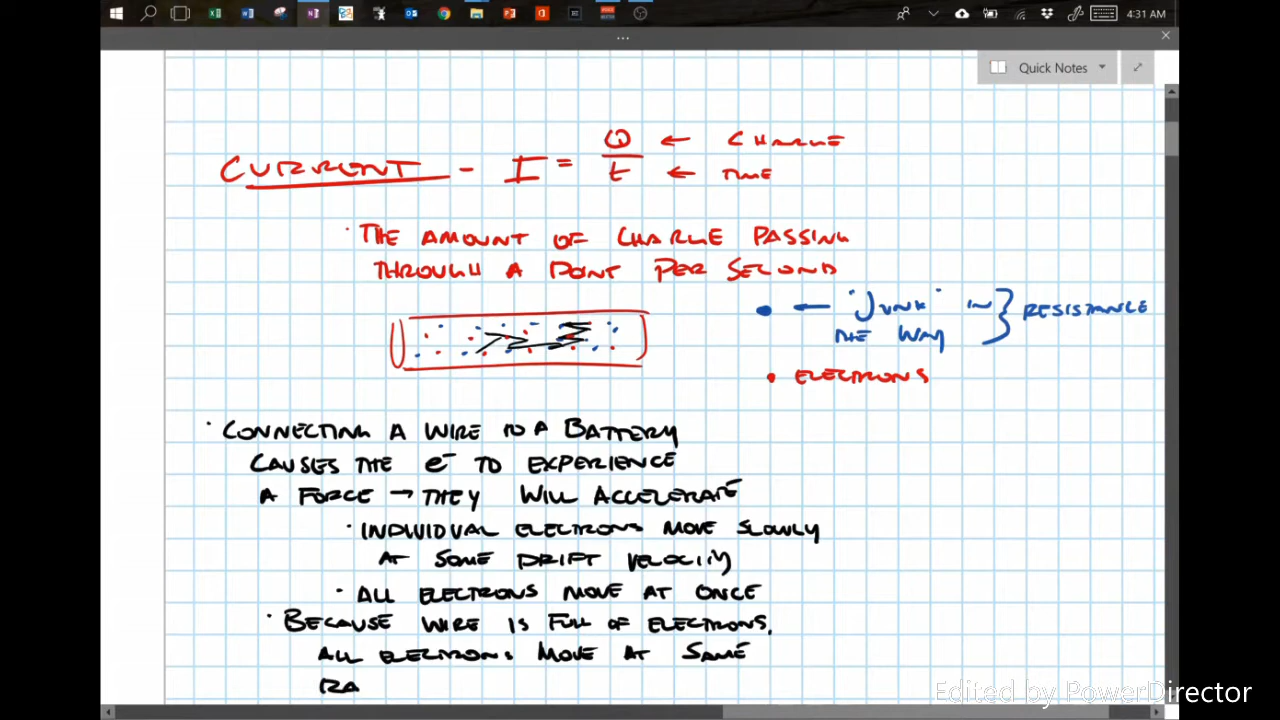 4:31 AM
...
Quick Notes
CURRENT - I = Q/t ← CHARGE
← TIME
· THE AMOUNT OF CHARGE PASSING
THROUGH A POINT PER SECOND
• ← "JUNK" IN } RESISTANCE
THE WAY
• ELECTRONS
· CONNECTING A WIRE TO A BATTERY
CAUSES THE e⁻ TO EXPERIENCE
A FORCE → THEY WILL ACCELERATE
· INDIVIDUAL ELECTRONS MOVE SLOWLY
AT SOME DRIFT VELOCITY
· ALL ELECTRONS MOVE AT ONCE
· BECAUSE WIRE IS FULL OF ELECTRONS,
ALL ELECTRONS MOVE AT SAME
RA
Edited by PowerDirector